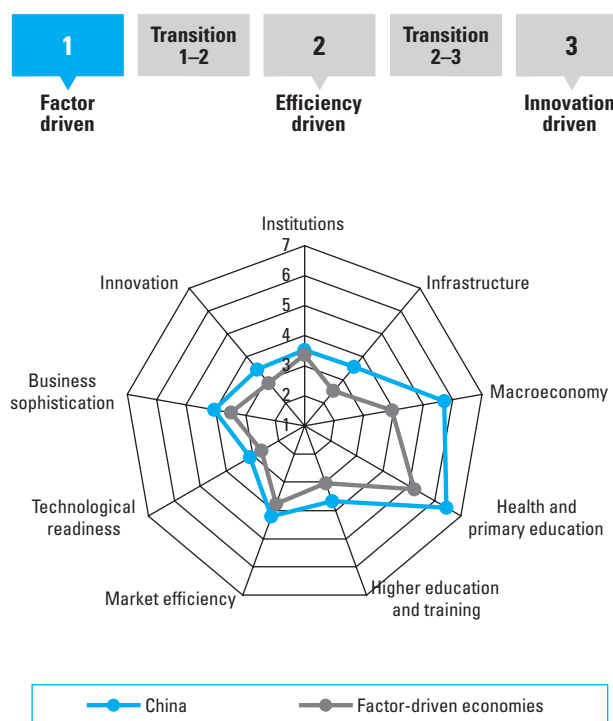 1
Transition
1–2
2
Transition
2–3
3
Factor
driven
Efficiency
driven
Innovation
driven
Institutions
7
6
5
4
3
2
1
Innovation
Infrastructure
Business
sophistication
Macroeconomy
Technological
readiness
Health and
primary education
Market efficiency
Higher education
and training
China
Factor-driven economies